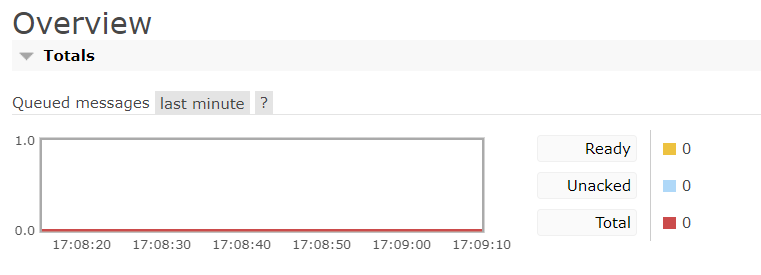 Overview
Totals
Queued messages last minute ?
1.0
0.0
17:08:20 17:08:30 17:08:40 17:08:50 17:09:00 17:09:10
Ready 0
Unacked 0
Total 0